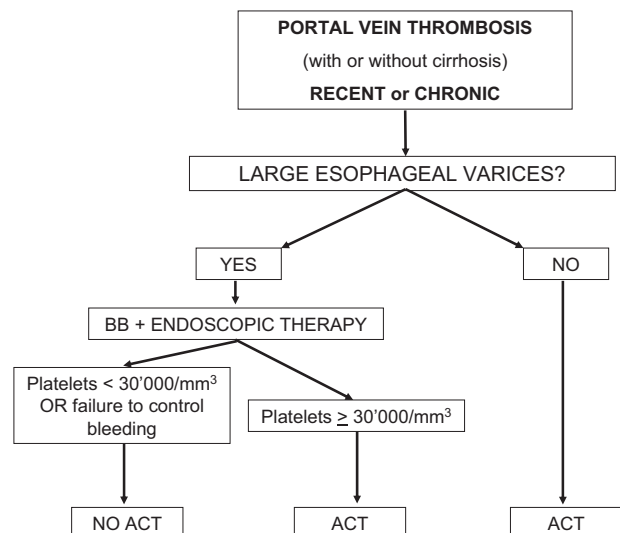 PORTAL VEIN THROMBOSIS
(with or without cirrhosis)
RECENT or CHRONIC
LARGE ESOPHAGEAL VARICES?
YES
NO
BB + ENDOSCOPIC THERAPY
Platelets < 30’000/mm³
OR failure to control
bleeding
Platelets ≥ 30’000/mm³
NO ACT
ACT
ACT